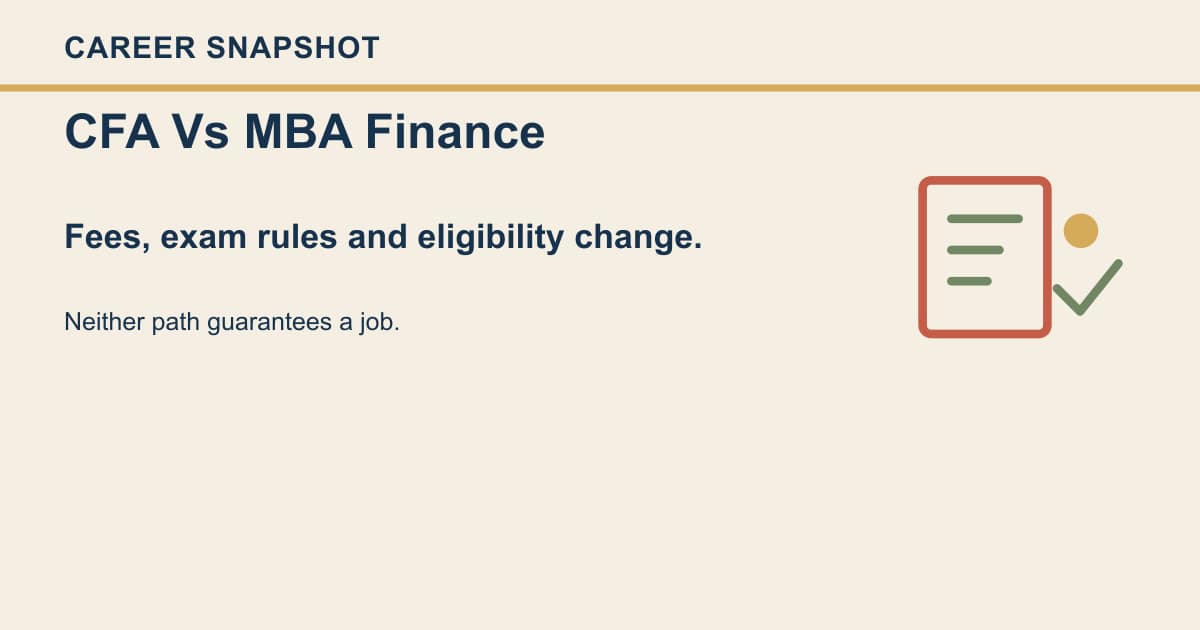 CAREER SNAPSHOT
CFA Vs MBA Finance
Fees, exam rules and eligibility change.
Neither path guarantees a job.